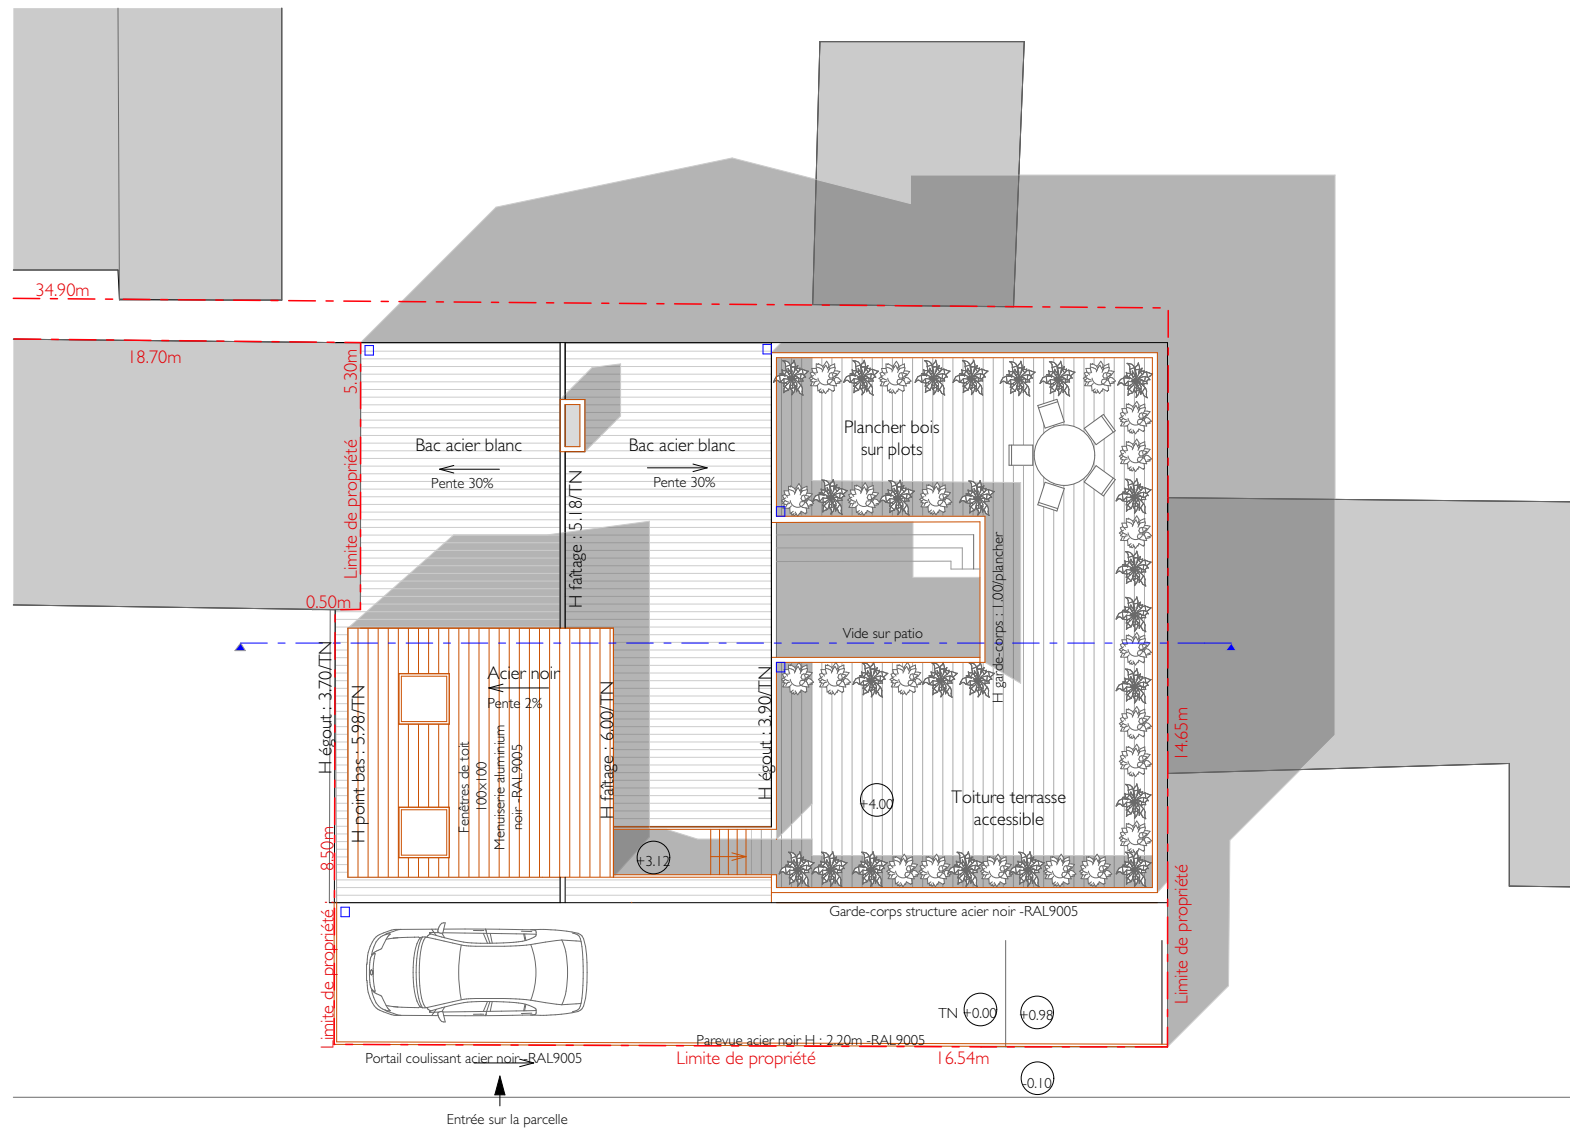 34.90m
18.70m
5.30m
Limite de propriété
0.50m
Bac acier blanc
Pente 30%
Bac acier blanc
Pente 30%
H faîtage : 5.18/TN
Plancher bois
sur plots
H garde-corps : 1.00/plancher
Vide sur patio
H égout : 3.70/TN
H point bas : 5.98/TN
Acier noir
Pente 2%
Fenêtres de toit
100x100
Menuiserie aluminium
noir -RAL9005
H faîtage : 6.00/TN
H égout : 3.90/TN
+4.00
Toiture terrasse
accessible
14.65m
8.50m
+3.12
Limite de propriété
Garde-corps structure acier noir -RAL9005
Limite de propriété
TN +0.00
+0.98
Parevue acier noir H : 2.20m -RAL9005
Portail coulissant acier noir -RAL9005
Limite de propriété
16.54m
-0.10
Entrée sur la parcelle